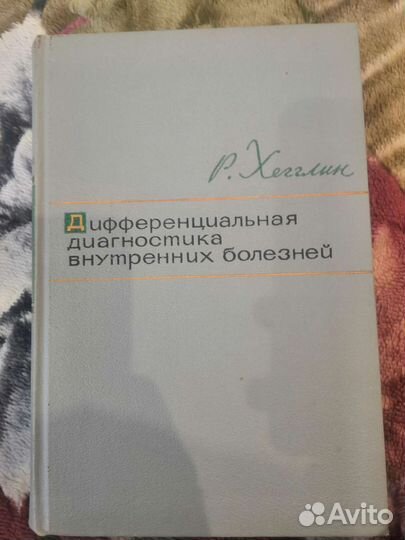 Р. Хегглин
Дифференциальная
диагностика
внутренних болезней
Avito